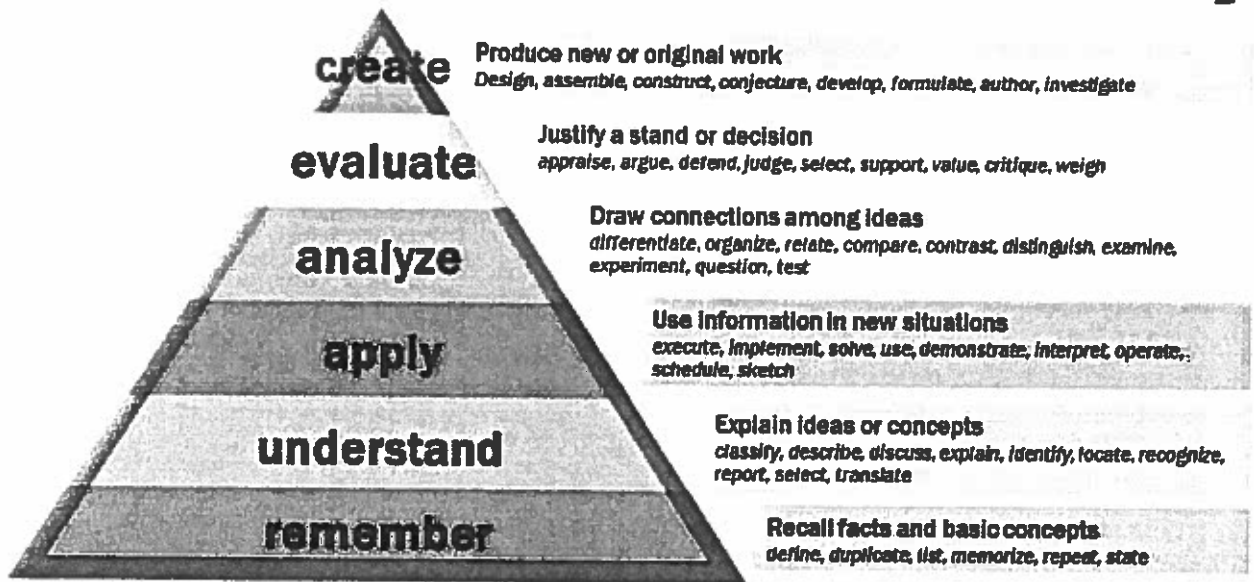 create
Produce new or original work
Design, assemble, construct, conjecture, develop, formulate, author, investigate
evaluate
Justify a stand or decision
appraise, argue, defend, judge, select, support, value, critique, weigh
analyze
Draw connections among ideas
differentiate, organize, relate, compare, contrast, distinguish, examine,
experiment, question, test
apply
Use information in new situations
execute, implement, solve, use, demonstrate, interpret, operate,
schedule, sketch
understand
Explain ideas or concepts
classify, describe, discuss, explain, identify, locate, recognize,
report, select, translate
remember
Recall facts and basic concepts
define, duplicate, list, memorize, repeat, state